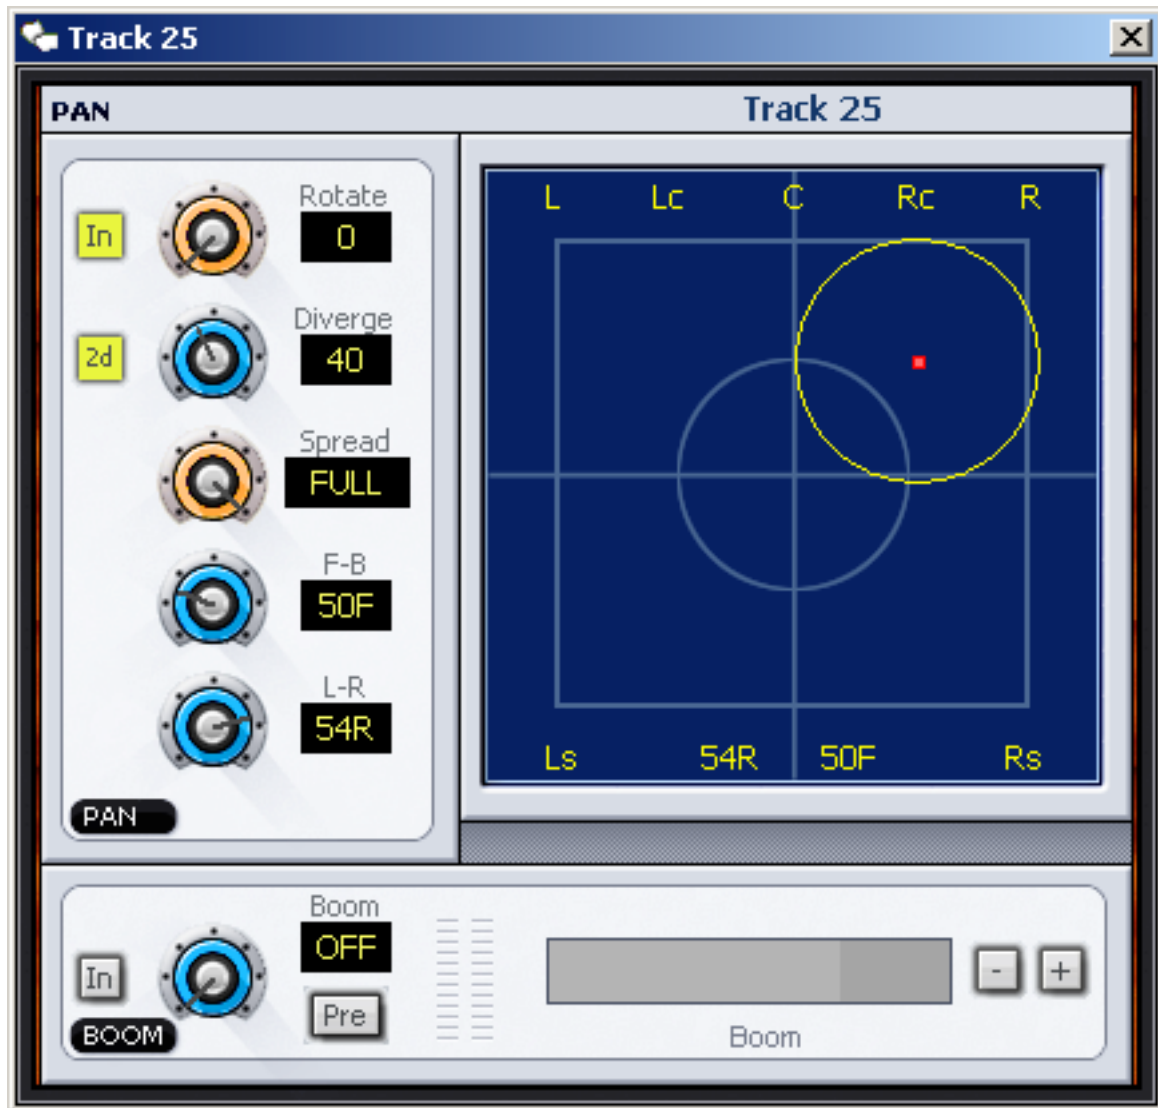 Track 25
PAN
Track 25
In
Rotate
0
2d
Diverge
40
Spread
FULL
F-B
50F
L-R
54R
PAN
L Lc C Rc R
Ls 54R 50F Rs
In
BOOM
Boom
OFF
Pre
- +
Boom